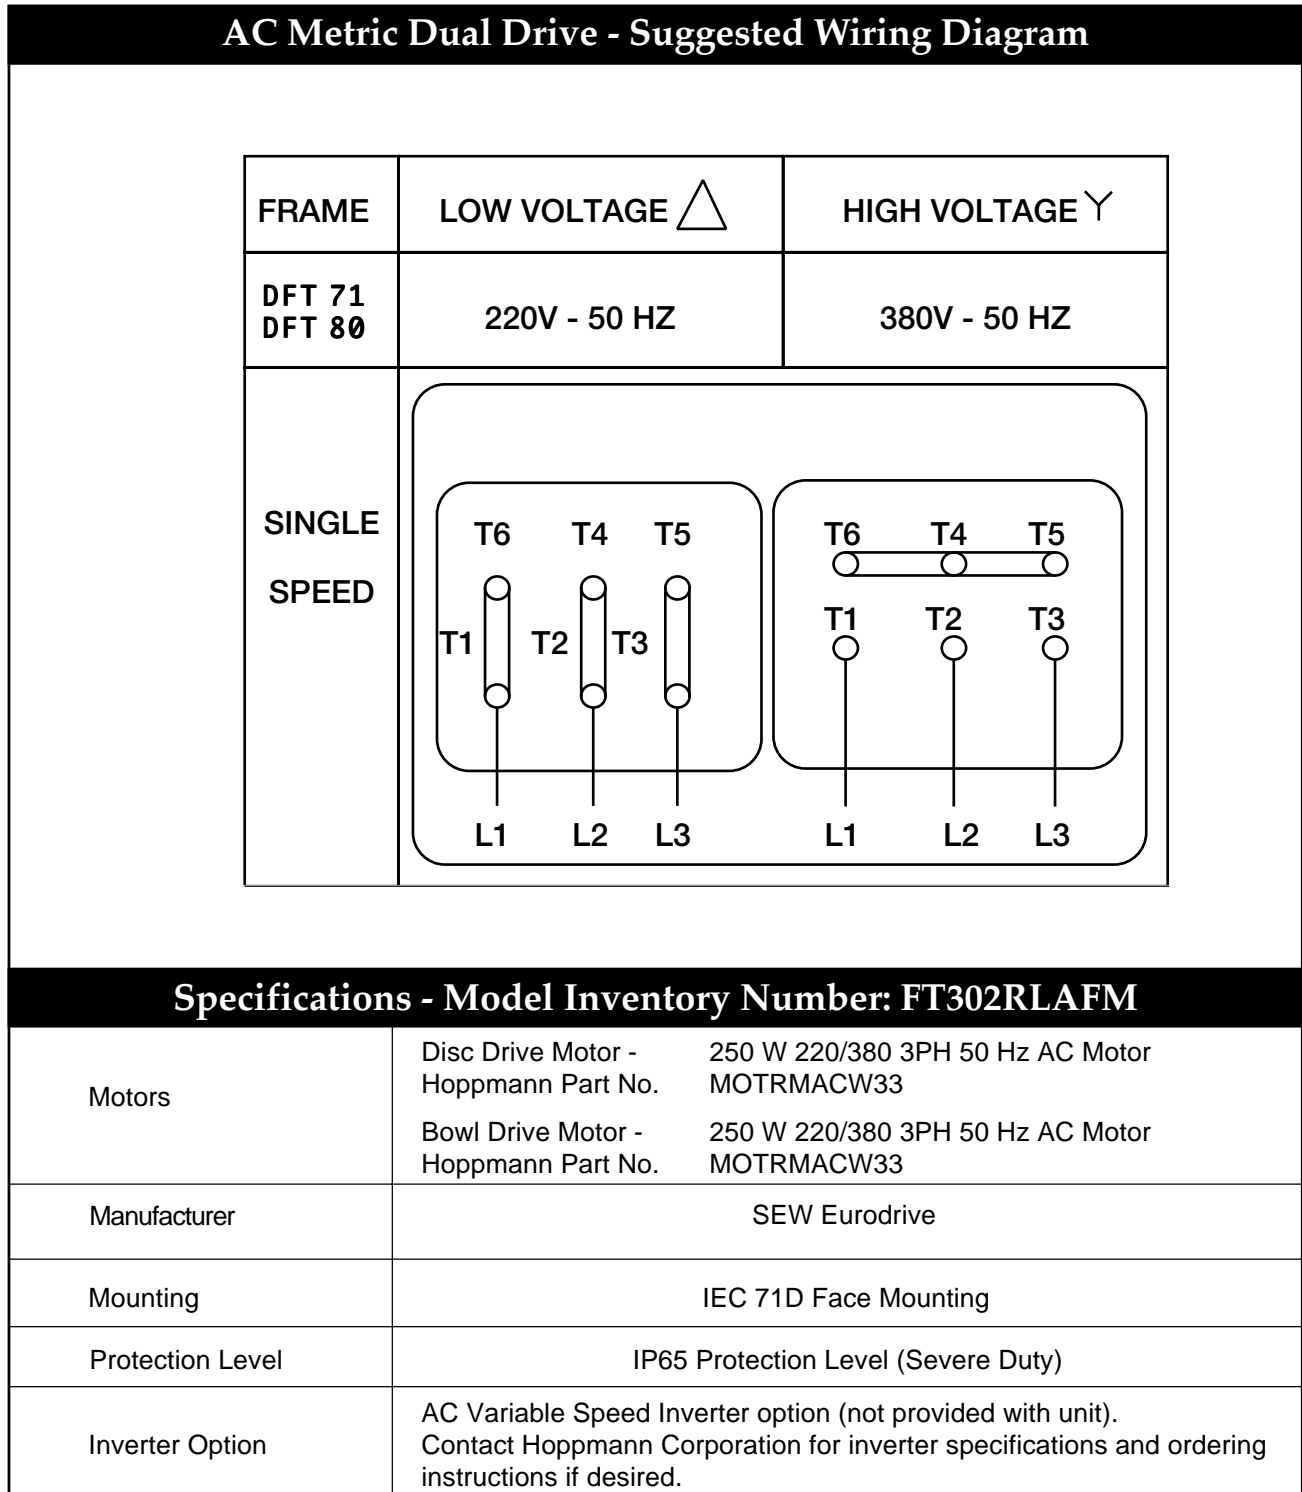 AC Metric Dual Drive - Suggested Wiring Diagram
FRAME LOW VOLTAGE HIGH VOLTAGE
DFT 71
DFT 80
220V - 50 HZ 380V - 50 HZ
SINGLE
SPEED
T6 T4 T5
T1 T2 T3
L1 L2 L3
T6 T4 T5
T1 T2 T3
L1 L2 L3
Specifications - Model Inventory Number: FT302RLAFM
Motors
Disc Drive Motor - 250 W 220/380 3PH 50 Hz AC Motor
Hoppmann Part No. MOTRMACW33
Bowl Drive Motor - 250 W 220/380 3PH 50 Hz AC Motor
Hoppmann Part No. MOTRMACW33
Manufacturer SEW Eurodrive
Mounting IEC 71D Face Mounting
Protection Level IP65 Protection Level (Severe Duty)
Inverter Option
AC Variable Speed Inverter option (not provided with unit).
Contact Hoppmann Corporation for inverter specifications and ordering
instructions if desired.